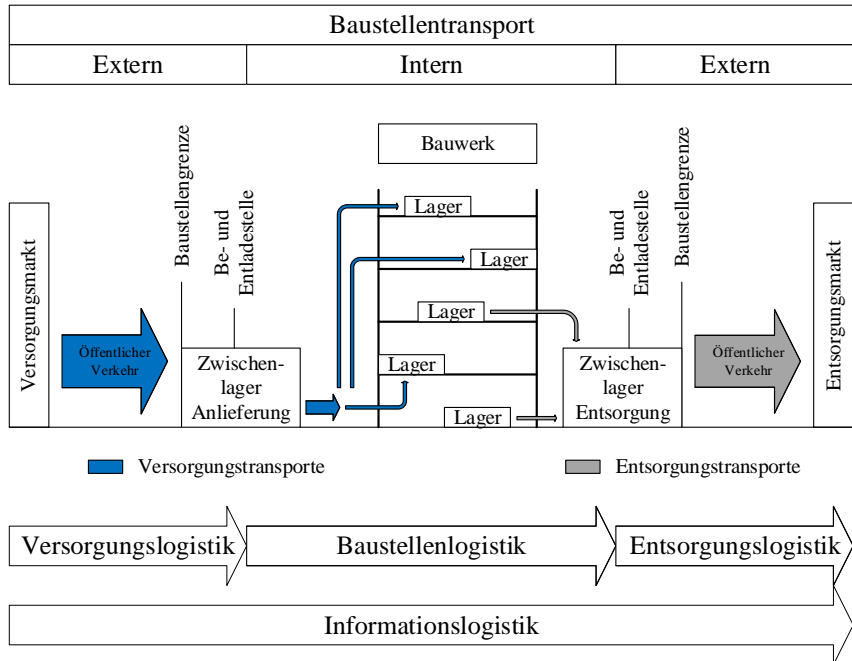 Baustellentransport
Extern
Intern
Extern
Bauwerk
Versorgungsmarkt
Baustellengrenze
Be- und
Entladestelle
Lager
Lager
Lager
Lager
Lager
Be- und
Entladestelle
Baustellengrenze
Entsorgungsmarkt
Öffentlicher
Verkehr
Zwischen-
lager
Anlieferung
Zwischen-
lager
Entsorgung
Öffentlicher
Verkehr
Versorgungstransporte
Entsorgungstransporte
Versorgungslogistik
Baustellenlogistik
Entsorgungslogistik
Informationslogistik